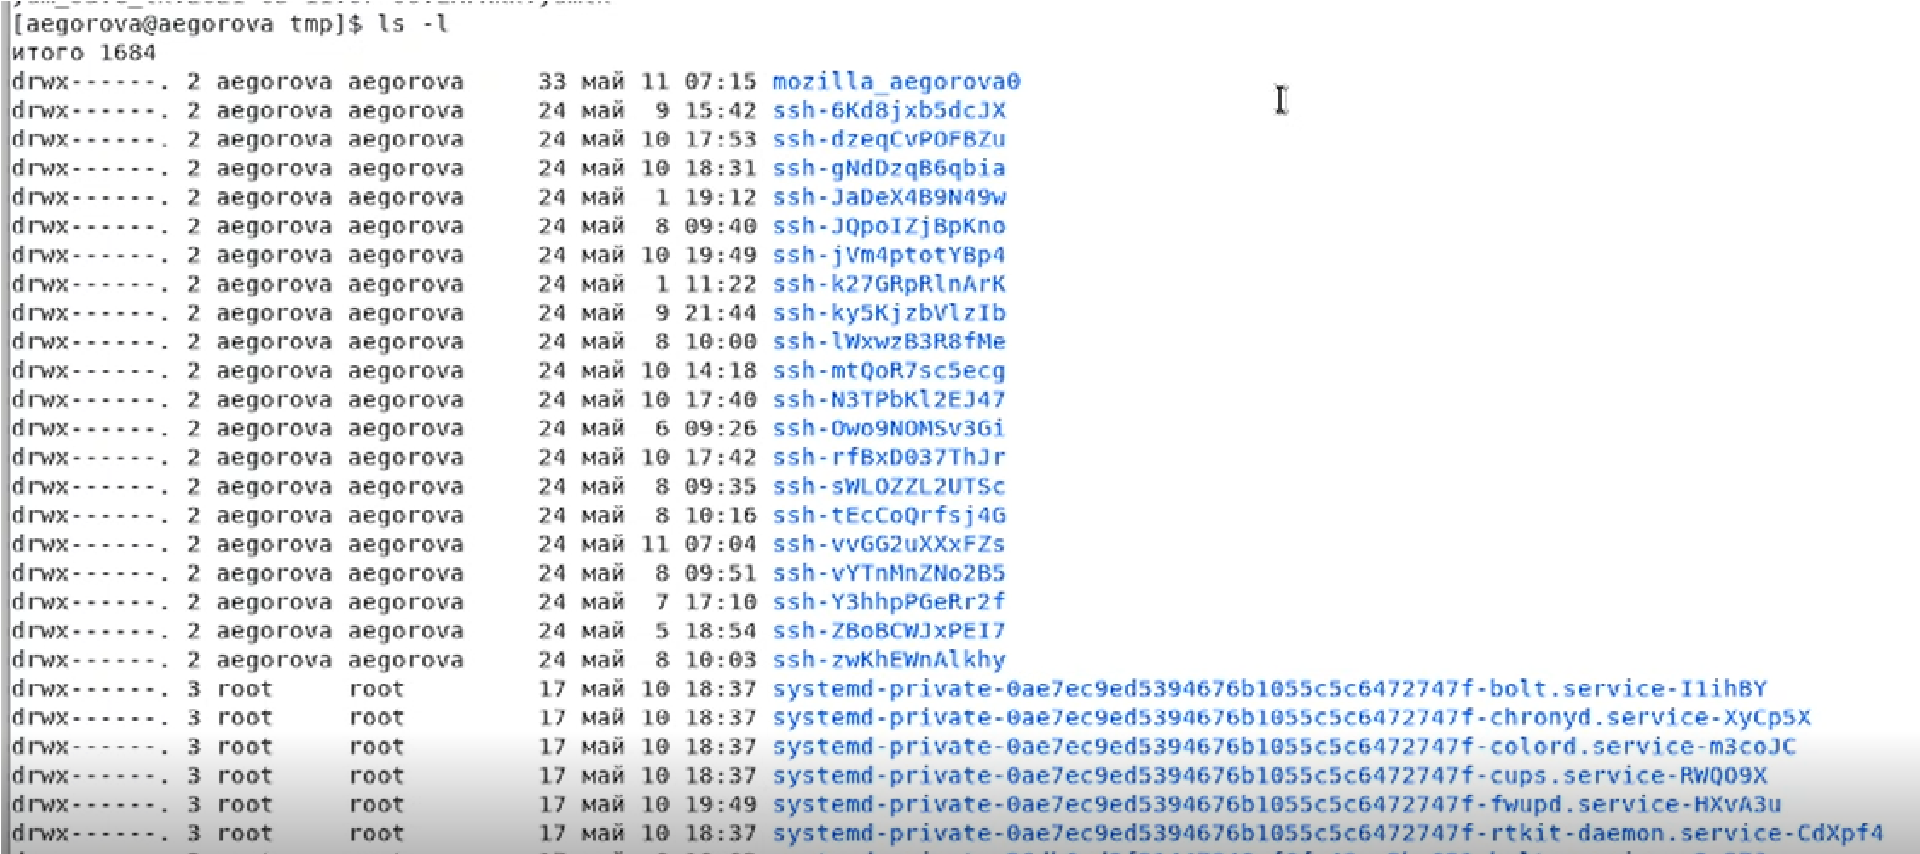 [aegorova@aegorova tmp]$ ls -l
итого 1684
drwx------. 2 aegorova aegorova     33 май 11 07:15 mozilla_aegorova0
drwx------. 2 aegorova aegorova     24 май  9 15:42 ssh-6Kd8jxb5dcJX
drwx------. 2 aegorova aegorova     24 май 10 17:53 ssh-dzeqCvPOFBZu
drwx------. 2 aegorova aegorova     24 май 10 18:31 ssh-gNdDzqB6qbia
drwx------. 2 aegorova aegorova     24 май  1 19:12 ssh-JaDeX4B9N49w
drwx------. 2 aegorova aegorova     24 май  8 09:40 ssh-JQpoIZjBpKno
drwx------. 2 aegorova aegorova     24 май 10 19:49 ssh-jVm4ptotYBp4
drwx------. 2 aegorova aegorova     24 май  1 11:22 ssh-k27GRpRlnArK
drwx------. 2 aegorova aegorova     24 май  9 21:44 ssh-ky5KjzbVlzIb
drwx------. 2 aegorova aegorova     24 май  8 10:00 ssh-lWxwzB3R8fMe
drwx------. 2 aegorova aegorova     24 май 10 14:18 ssh-mtQoR7sc5ecg
drwx------. 2 aegorova aegorova     24 май 10 17:40 ssh-N3TPbKl2EJ47
drwx------. 2 aegorova aegorova     24 май  6 09:26 ssh-Owo9NOMSv3Gi
drwx------. 2 aegorova aegorova     24 май 10 17:42 ssh-rfBxD037ThJr
drwx------. 2 aegorova aegorova     24 май  8 09:35 ssh-sWLOZZL2UTSc
drwx------. 2 aegorova aegorova     24 май  8 10:16 ssh-tEcCoQrfsj4G
drwx------. 2 aegorova aegorova     24 май 11 07:04 ssh-vvGG2uXXxFZs
drwx------. 2 aegorova aegorova     24 май  8 09:51 ssh-vYTnMnZNo2B5
drwx------. 2 aegorova aegorova     24 май  7 17:10 ssh-Y3hhpPGeRr2f
drwx------. 2 aegorova aegorova     24 май  5 18:54 ssh-ZBoBCWJxPEI7
drwx------. 2 aegorova aegorova     24 май  8 10:03 ssh-zwKhEWnAlkhy
drwx------. 3 root     root         17 май 10 18:37 systemd-private-0ae7ec9ed5394676b1055c5c6472747f-bolt.service-I1ihBY
drwx------. 3 root     root         17 май 10 18:37 systemd-private-0ae7ec9ed5394676b1055c5c6472747f-chronyd.service-XyCp5X
drwx------. 3 root     root         17 май 10 18:37 systemd-private-0ae7ec9ed5394676b1055c5c6472747f-colord.service-m3coJC
drwx------. 3 root     root         17 май 10 18:37 systemd-private-0ae7ec9ed5394676b1055c5c6472747f-cups.service-RWQO9X
drwx------. 3 root     root         17 май 10 19:49 systemd-private-0ae7ec9ed5394676b1055c5c6472747f-fwupd.service-HXvA3u
drwx------. 3 root     root         17 май 10 18:37 systemd-private-0ae7ec9ed5394676b1055c5c6472747f-rtkit-daemon.service-CdXpf4